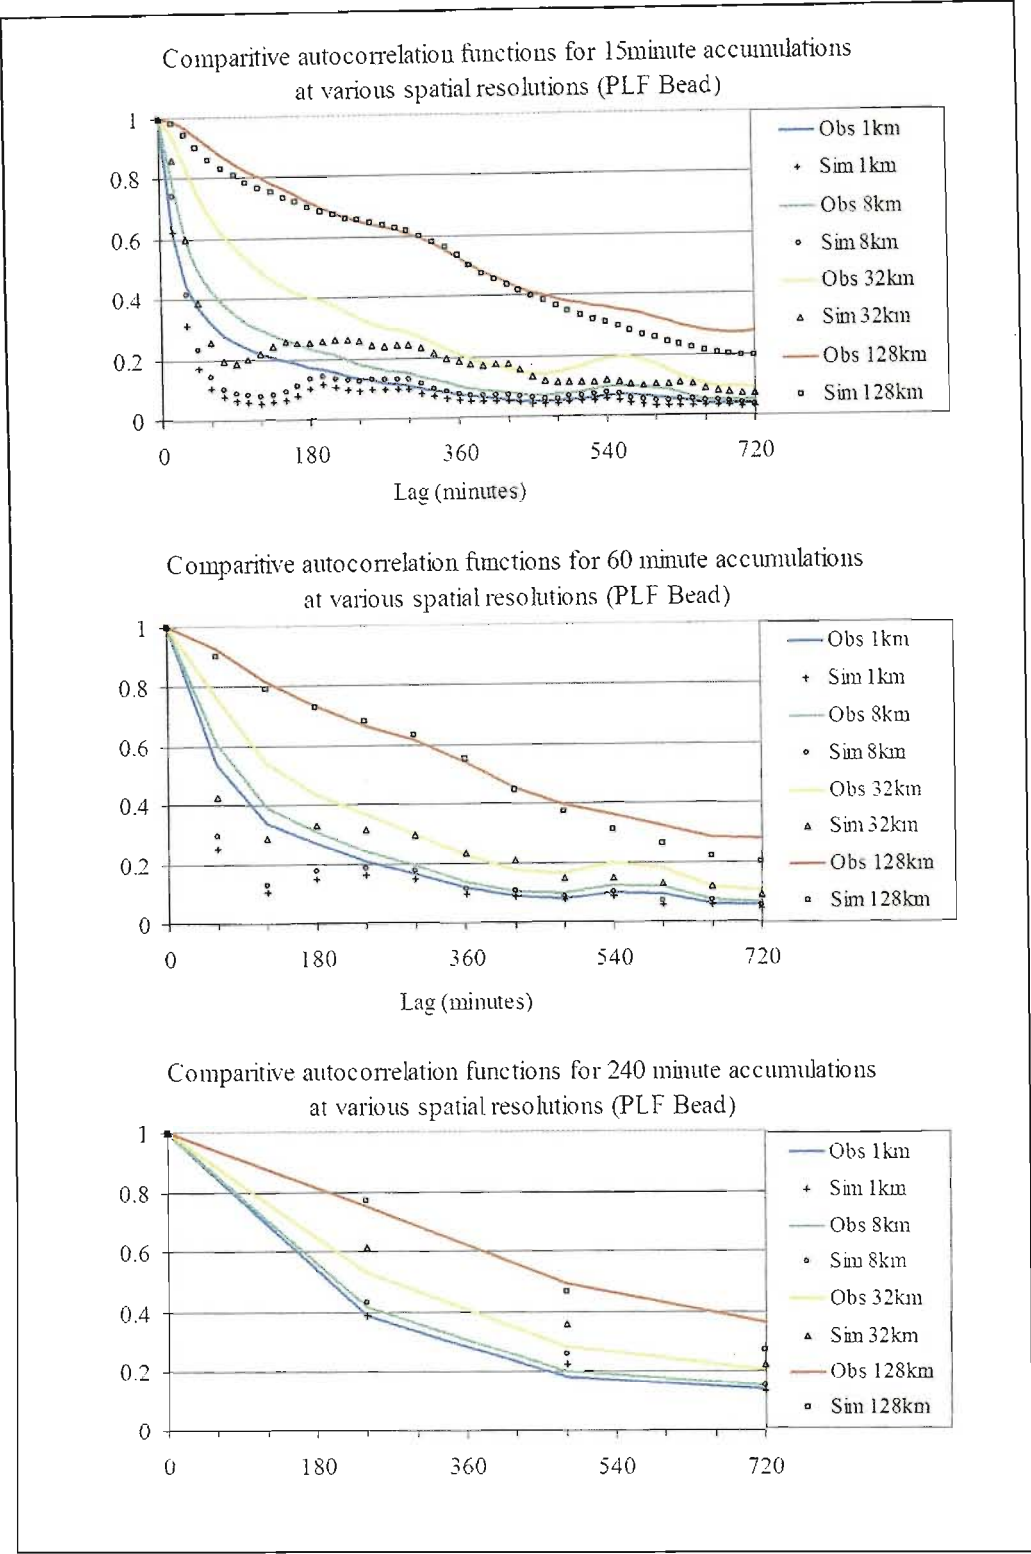 Comparitive autocorrelation functions for 15minute accumulations
at various spatial resolutions (PLF Bead)
1
0.8
0.6
0.4
0.2
0
0 180 360 540 720
Lag (minutes)
Obs 1km
Sim 1km
Obs 8km
Sim 8km
Obs 32km
Sim 32km
Obs 128km
Sim 128km
Comparitive autocorrelation functions for 60 minute accumulations
at various spatial resolutions (PLF Bead)
1
0.8
0.6
0.4
0.2
0
0 180 360 540 720
Lag (minutes)
Obs 1km
Sim 1km
Obs 8km
Sim 8km
Obs 32km
Sim 32km
Obs 128km
Sim 128km
Comparitive autocorrelation functions for 240 minute accumulations
at various spatial resolutions (PLF Bead)
1
0.8
0.6
0.4
0.2
0
0 180 360 540 720
Obs 1km
Sim 1km
Obs 8km
Sim 8km
Obs 32km
Sim 32km
Obs 128km
Sim 128km